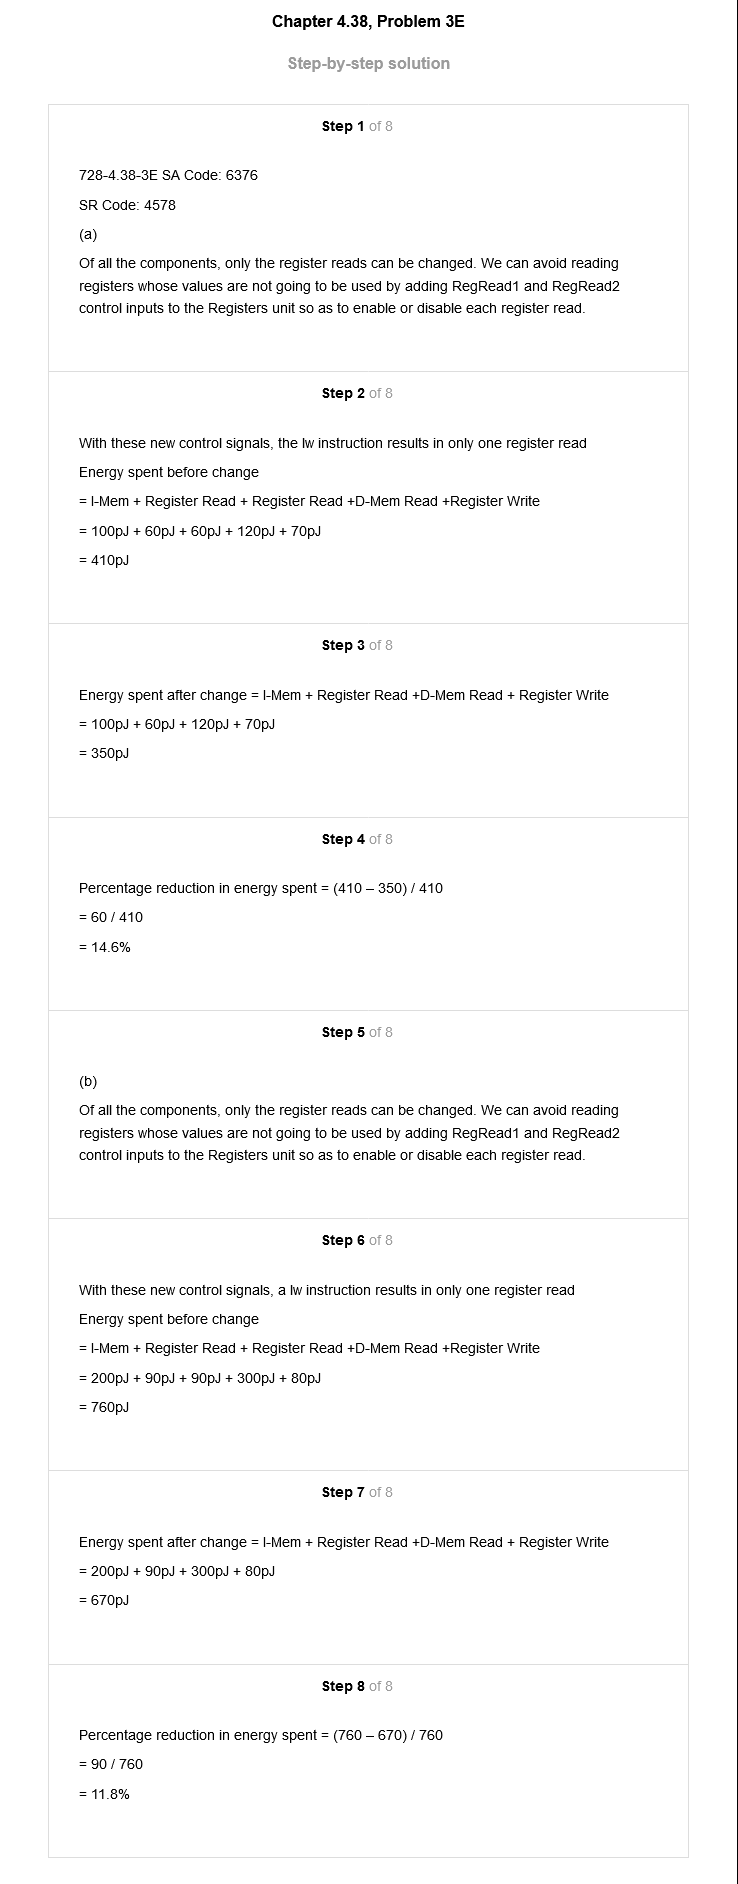 Chapter 4.38, Problem 3E
Step-by-step solution
Step 1 of 8
728-4.38-3E SA Code: 6376
SR Code: 4578
(a)
Of all the components, only the register reads can be changed. We can avoid reading
registers whose values are not going to be used by adding RegRead1 and RegRead2
control inputs to the Registers unit so as to enable or disable each register read.
Step 2 of 8
With these new control signals, the lw instruction results in only one register read
Energy spent before change
= I-Mem + Register Read + Register Read +D-Mem Read +Register Write
= 100pJ + 60pJ + 60pJ + 120pJ + 70pJ
= 410pJ
Step 3 of 8
Energy spent after change = I-Mem + Register Read +D-Mem Read + Register Write
= 100pJ + 60pJ + 120pJ + 70pJ
= 350pJ
Step 4 of 8
Percentage reduction in energy spent = (410 – 350) / 410
= 60 / 410
= 14.6%
Step 5 of 8
(b)
Of all the components, only the register reads can be changed. We can avoid reading
registers whose values are not going to be used by adding RegRead1 and RegRead2
control inputs to the Registers unit so as to enable or disable each register read.
Step 6 of 8
With these new control signals, a lw instruction results in only one register read
Energy spent before change
= I-Mem + Register Read + Register Read +D-Mem Read +Register Write
= 200pJ + 90pJ + 90pJ + 300pJ + 80pJ
= 760pJ
Step 7 of 8
Energy spent after change = I-Mem + Register Read +D-Mem Read + Register Write
= 200pJ + 90pJ + 300pJ + 80pJ
= 670pJ
Step 8 of 8
Percentage reduction in energy spent = (760 – 670) / 760
= 90 / 760
= 11.8%